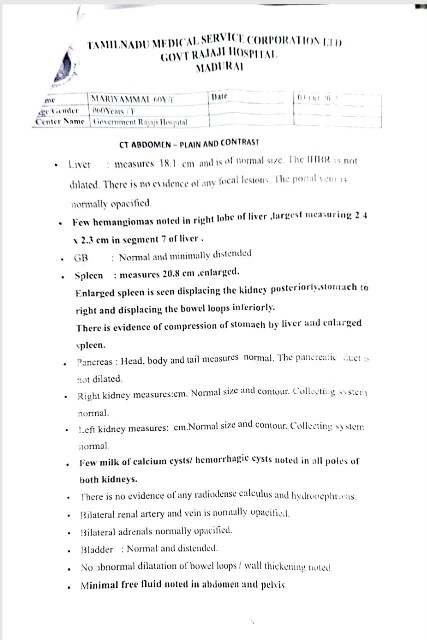 TAMILNADU MEDICAL SERVICE CORPORATION LTD
GOVT RAJAJI HOSPITAL
MADURAI
me MARIYAMMAL 60Y/F Date
ge/Gender 060Years / F
Center Name Government Rajaji Hospital
CT ABDOMEN – PLAIN AND CONTRAST
• Liver : measures 18.1 cm and is of normal size. The IHBR is not
dilated. There is no evidence of any focal lesions. The portal vein is
normally opacified.
• Few hemangiomas noted in right lobe of liver ,largest measuring 2.4
x 2.3 cm in segment 7 of liver .
• GB : Normal and minimally distended
• Spleen : measures 20.8 cm ,enlarged.
Enlarged spleen is seen displacing the kidney posteriorly,stomach to
right and displacing the bowel loops inferiorly.
There is evidence of compression of stomach by liver and enlarged
spleen.
• Pancreas : Head, body and tail measures normal. The pancreatic duct is
not dilated.
• Right kidney measures:cm. Normal size and contour. Collecting system
normal.
• Left kidney measures: cm.Normal size and contour. Collecting system
normal.
• Few milk of calcium cysts/ hemorrhagic cysts noted in all poles of
both kidneys.
• There is no evidence of any radiodense calculus and hydronephrosis.
• Bilateral renal artery and vein is normally opacified.
• Bilateral adrenals normally opacified.
• Bladder : Normal and distended.
• No abnormal dilatation of bowel loops / wall thickening noted
• Minimal free fluid noted in abdomen and pelvis